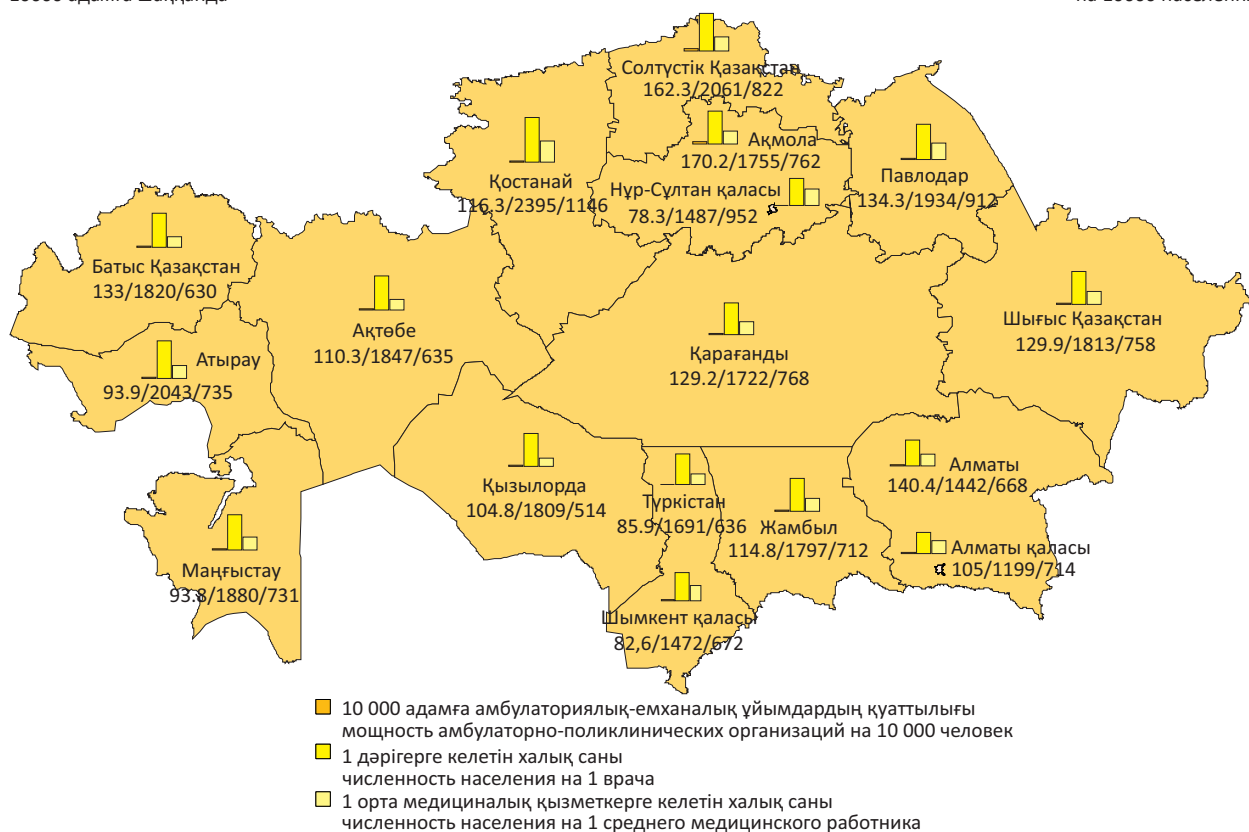 Солтүстік Қазақстан
162.3/2061/822
Ақмола
170.2/1755/762
Қостанай
116.3/2395/1146
Нұр-Сұлтан қаласы
78.3/1487/952
Павлодар
134.3/1934/912
Батыс Қазақстан
133/1820/630
Ақтөбе
110.3/1847/635
Атырау
93.9/2043/735
Қарағанды
129.2/1722/768
Шығыс Қазақстан
129.9/1813/758
Қызылорда
104.8/1809/514
Түркістан
85.9/1691/636
Жамбыл
114.8/1797/712
Алматы
140.4/1442/668
Алматы қаласы
105/1199/714
Маңғыстау
93.8/1880/731
Шымкент қаласы
82,6/1472/672
10 000 адамға амбулаториялық-емханалық ұйымдардың қуаттылығы
мощность амбулаторно-поликлинических организаций на 10 000 человек
1 дәрігерге келетін халық саны
численность населения на 1 врача
1 орта медициналық қызметкерге келетін халық саны
численность населения на 1 среднего медицинского работника